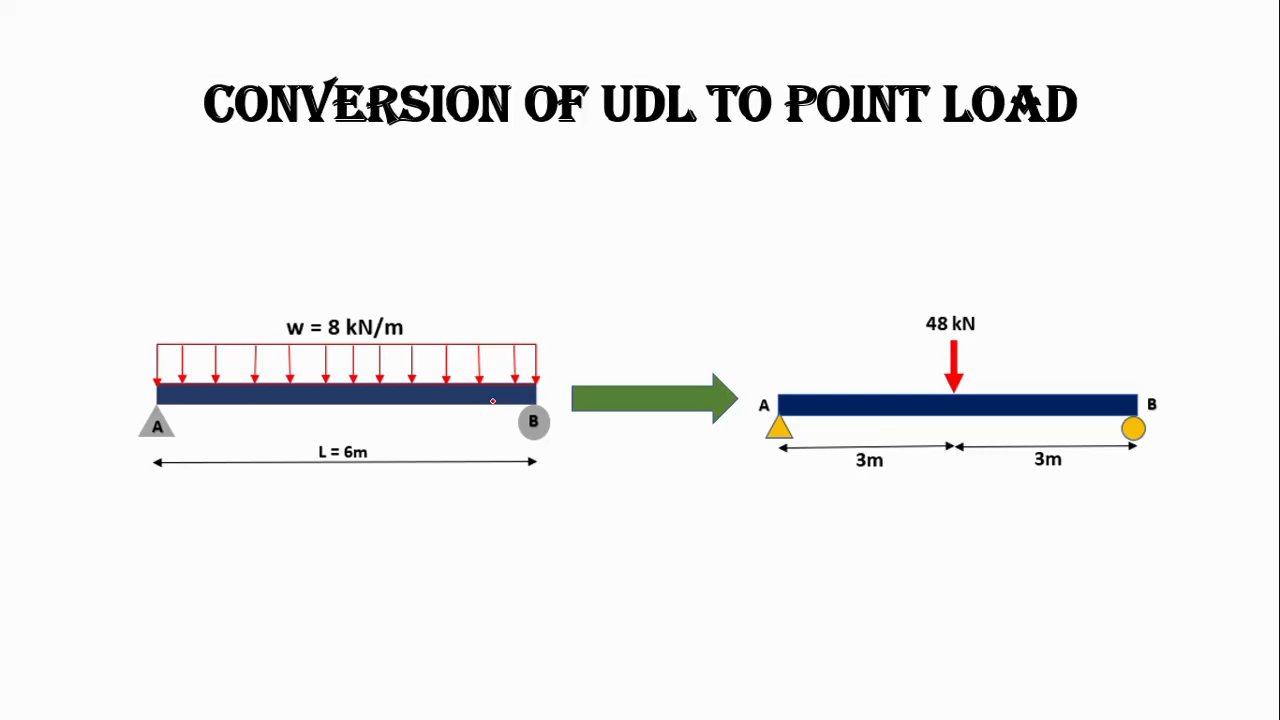 CONVERSION OF UDL TO POINT LOAD
w = 8 kN/m
A
B
L = 6m
48 kN
A
B
3m
3m